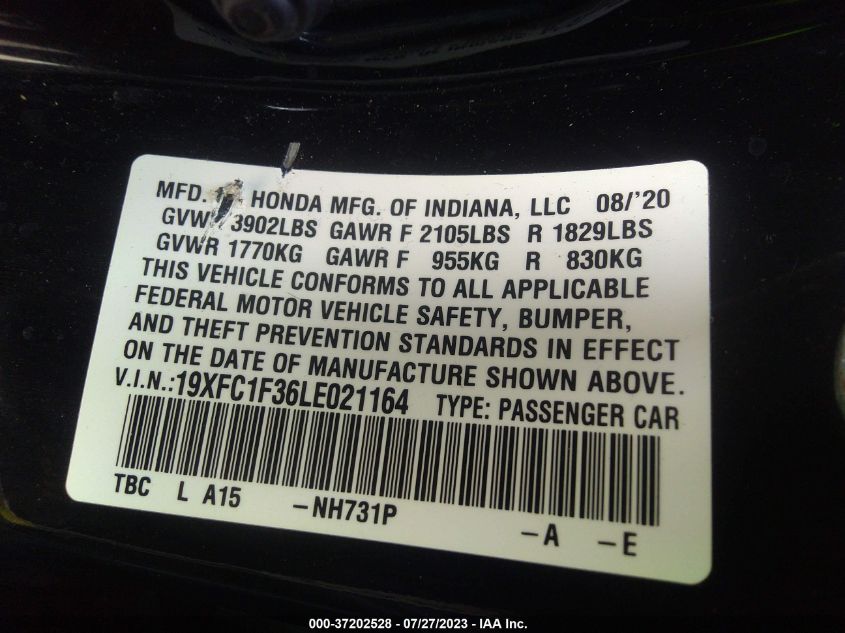 MFD. HONDA MFG. OF INDIANA, LLC 08/'20
GVWR 3902LBS GAWR F 2105LBS R 1829LBS
GVWR 1770KG GAWR F 955KG R 830KG
THIS VEHICLE CONFORMS TO ALL APPLICABLE
FEDERAL MOTOR VEHICLE SAFETY, BUMPER,
AND THEFT PREVENTION STANDARDS IN EFFECT
ON THE DATE OF MANUFACTURE SHOWN ABOVE.
V.I.N.:19XFC1F36LE021164 TYPE: PASSENGER CAR
TBC L A15 -NH731P -A -E
000-37202528 - 07/27/2023 - IAA Inc.